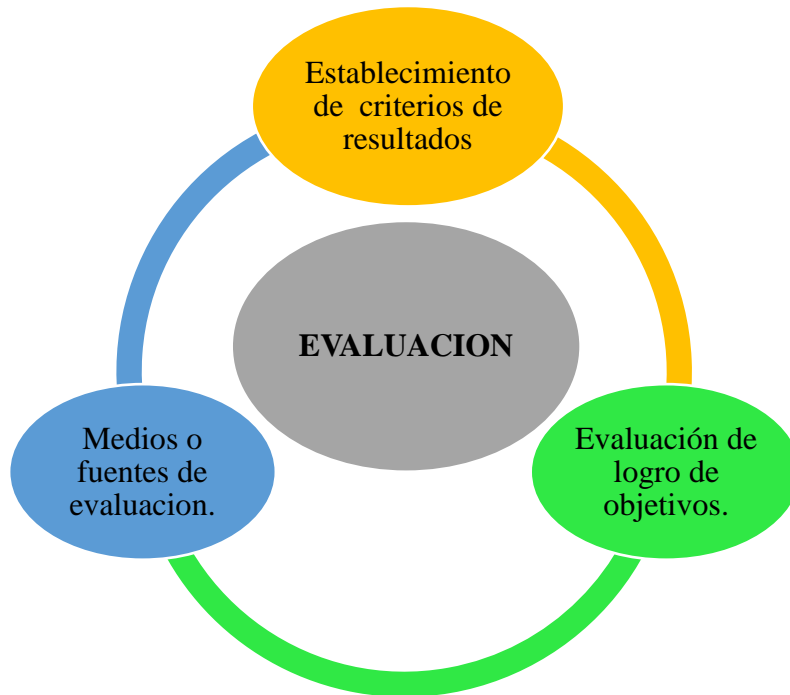 Establecimiento
de criterios de
resultados
EVALUACION
Medios o
fuentes de
evaluacion.
Evaluación de
logro de
objetivos.